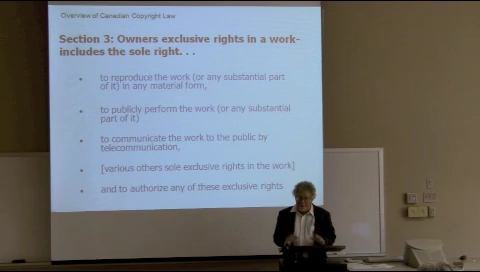 Overview of Canadian Copyright Law
Section 3: Owners exclusive rights in a work-
includes the sole right. . .
• to reproduce the work (or any substantial part
of it) in any material form,
• to publicly perform the work (or any substantial
part of it)
• to communicate the work to the public by
telecommunication,
• [various others sole exclusive rights in the work]
• and to authorize any of these exclusive rights